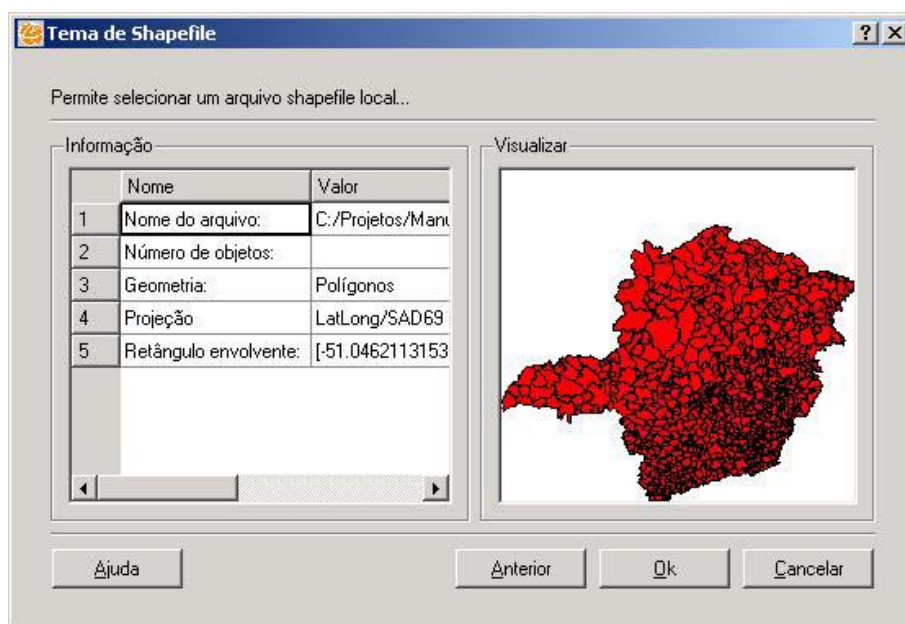 Tema de Shapefile
Permite selecionar um arquivo shapefile local...
Informação
Visualizar
Nome Valor
1 Nome do arquivo: C:/Projetos/Manu
2 Número de objetos:
3 Geometria: Polígonos
4 Projeção LatLong/SAD69
5 Retângulo envolvente: [-51.0462113153
Ajuda Anterior Ok Cancelar